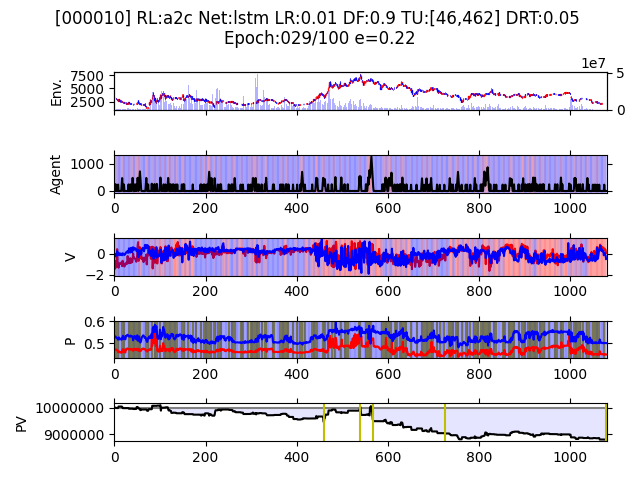 [000010] RL:a2c Net:lstm LR:0.01 DF:0.9 TU:[46,462] DRT:0.05
Epoch:029/100 e=0.22
1e7
Env.
7500
5000
2500
5
0
Agent
1000
0
0 200 400 600 800 1000
V
0
−2
0 200 400 600 800 1000
P
0.6
0.5
0 200 400 600 800 1000
PV
10000000
9000000
0 200 400 600 800 1000